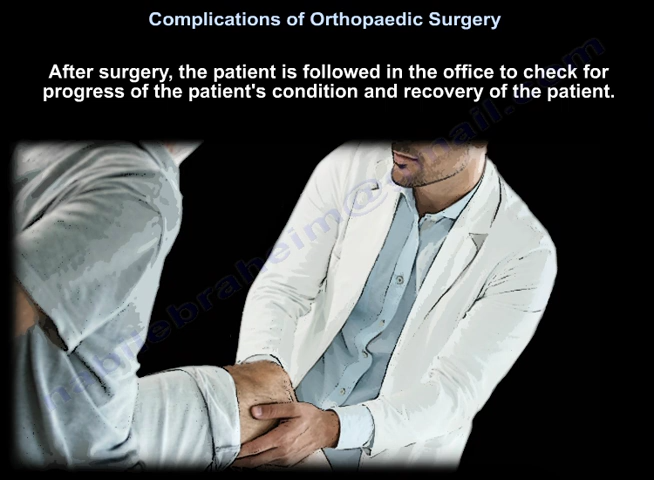 Complications of Orthopaedic Surgery
After surgery, the patient is followed in the office to check for
progress of the patient's condition and recovery of the patient.